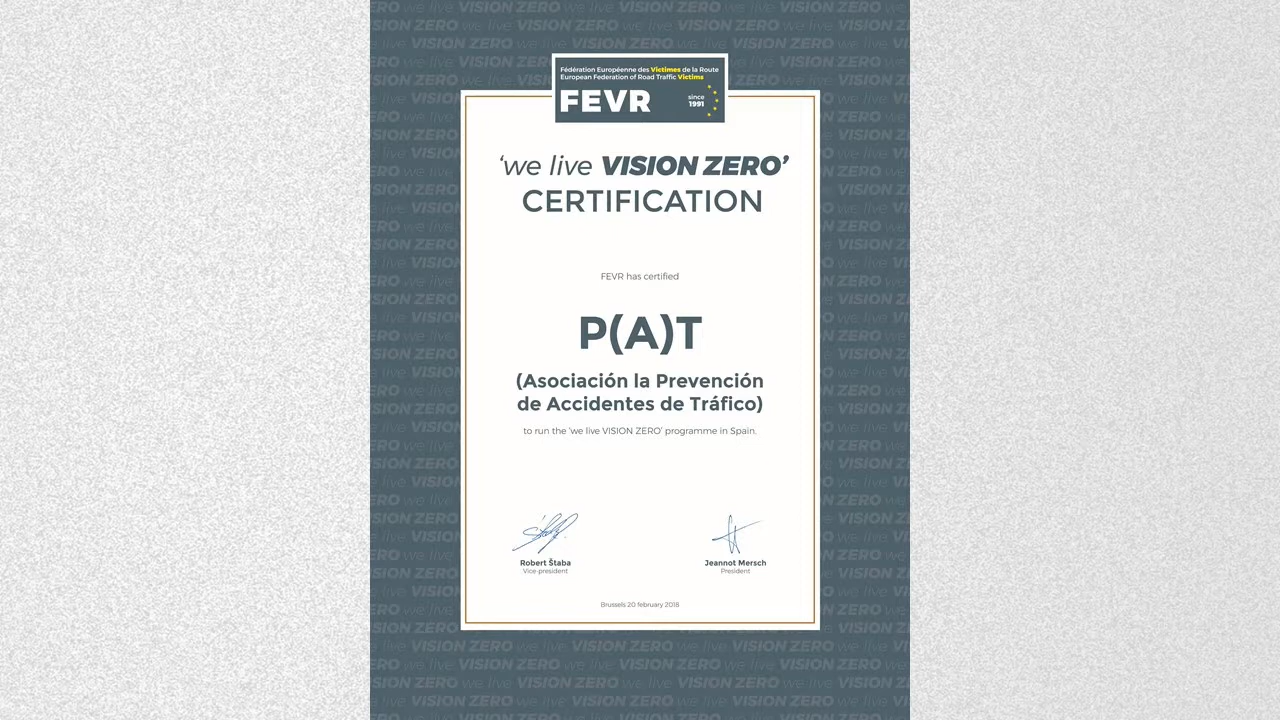 Fédération Européenne des Victimes de la Route
European Federation of Road Traffic Victims
FEVR
since
1991
‘we live VISION ZERO’
CERTIFICATION
FEVR has certified
P(A)T
(Asociación la Prevención
de Accidentes de Tráfico)
to run the ‘we live VISION ZERO’ programme in Spain.
Robert Štaba
Vice-president
Jeannot Mersch
President
Brussels 20 february 2018